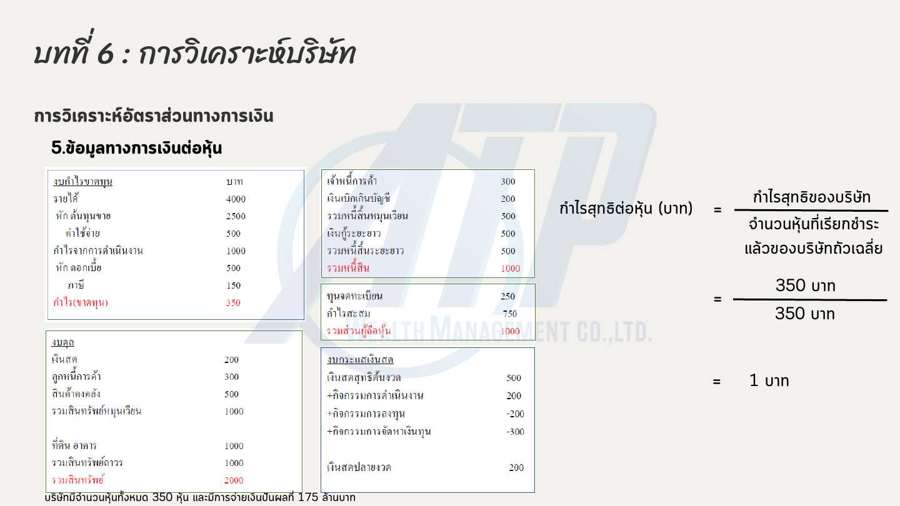 บทที่ 6 : การวิเคราะห์บริษัท
การวิเคราะห์อัตราส่วนทางการเงิน
5.ข้อมูลทางการเงินต่อหุ้น
งบกำไรขาดทุน บาท
รายได้ 4000
หัก ต้นทุนขาย 2500
ค่าใช้จ่าย 500
กำไรจากการดำเนินงาน 1000
หัก ดอกเบี้ย 500
ภาษี 150
กำไร(ขาดทุน) 350
งบดุล
เงินสด 200
ลูกหนี้การค้า 300
สินค้าคงคลัง 500
รวมสินทรัพย์หมุนเวียน 1000
ที่ดิน อาคาร 1000
รวมสินทรัพย์ถาวร 1000
รวมสินทรัพย์ 2000
เจ้าหนี้การค้า 300
เงินเบิกเกินบัญชี 200
รวมหนี้สินหมุนเวียน 500
เงินกู้ระยะยาว 500
รวมหนี้สินระยะยาว 500
รวมหนี้สิน 1000
ทุนจดทะเบียน 250
กำไรสะสม 750
รวมส่วนผู้ถือหุ้น 1000
งบกระแสเงินสด
เงินสดสุทธิต้นงวด 500
+กิจกรรมการดำเนินงาน 200
+กิจกรรมการลงทุน -200
+กิจกรรมการจัดหาเงินทุน -300
เงินสดปลายงวด 200
กำไรสุทธิต่อหุ้น (บาท) = กำไรสุทธิของบริษัท
จำนวนหุ้นที่เรียกชำระ
แล้วของบริษัทถัวเฉลี่ย
= 350 บาท
350 บาท
= 1 บาท
บริษัทมีจำนวนหุ้นทั้งหมด 350 หุ้น และมีการจ่ายเงินปันผลที่ 175 ล้านบาท
ATP
WEALTH MANAGEMENT CO.,LTD.